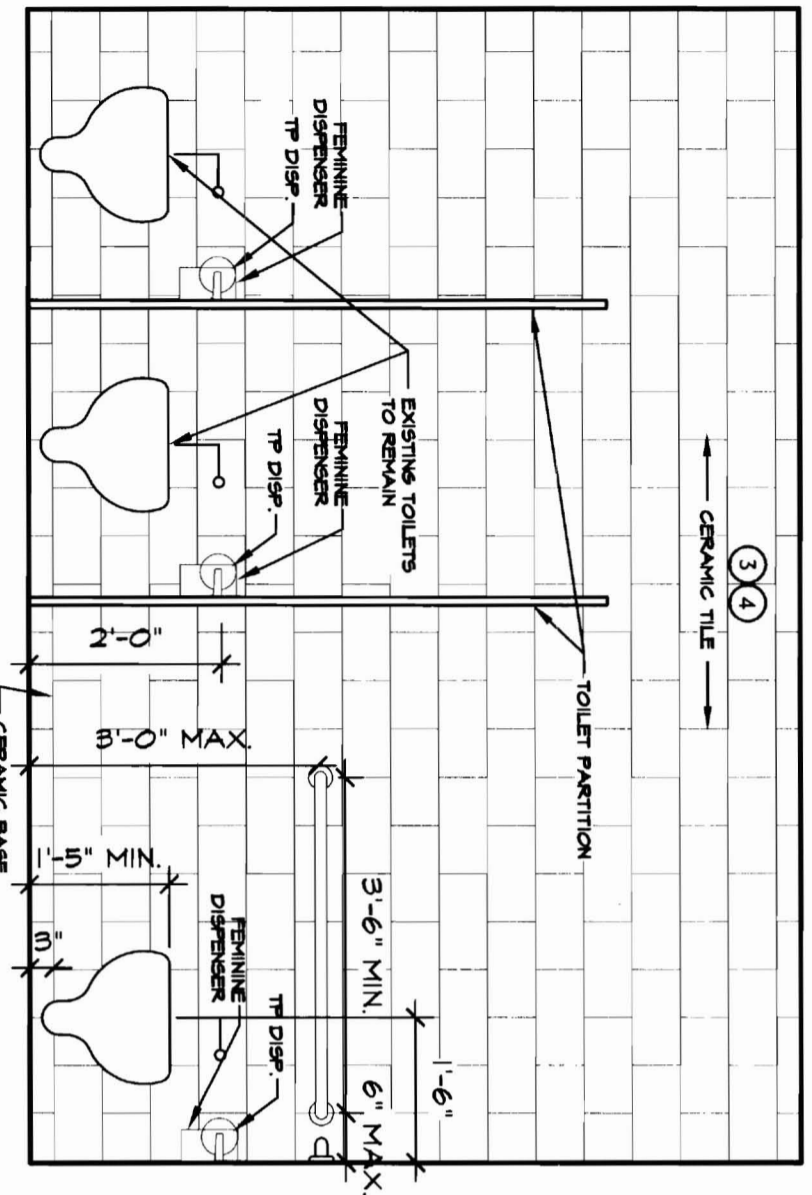 3 4
CERAMIC TILE
TOILET PARTITION
EXISTING TOILETS
TO REMAIN
FEMININE
DISPENSER
TP DISP.
FEMININE
DISPENSER
TP DISP.
2'-0"
3'-0" MAX.
1'-5" MIN.
3"
3'-6" MIN.
6" MAX.
1'-6"
FEMININE
DISPENSER
TP DISP.
CERAMIC BASE